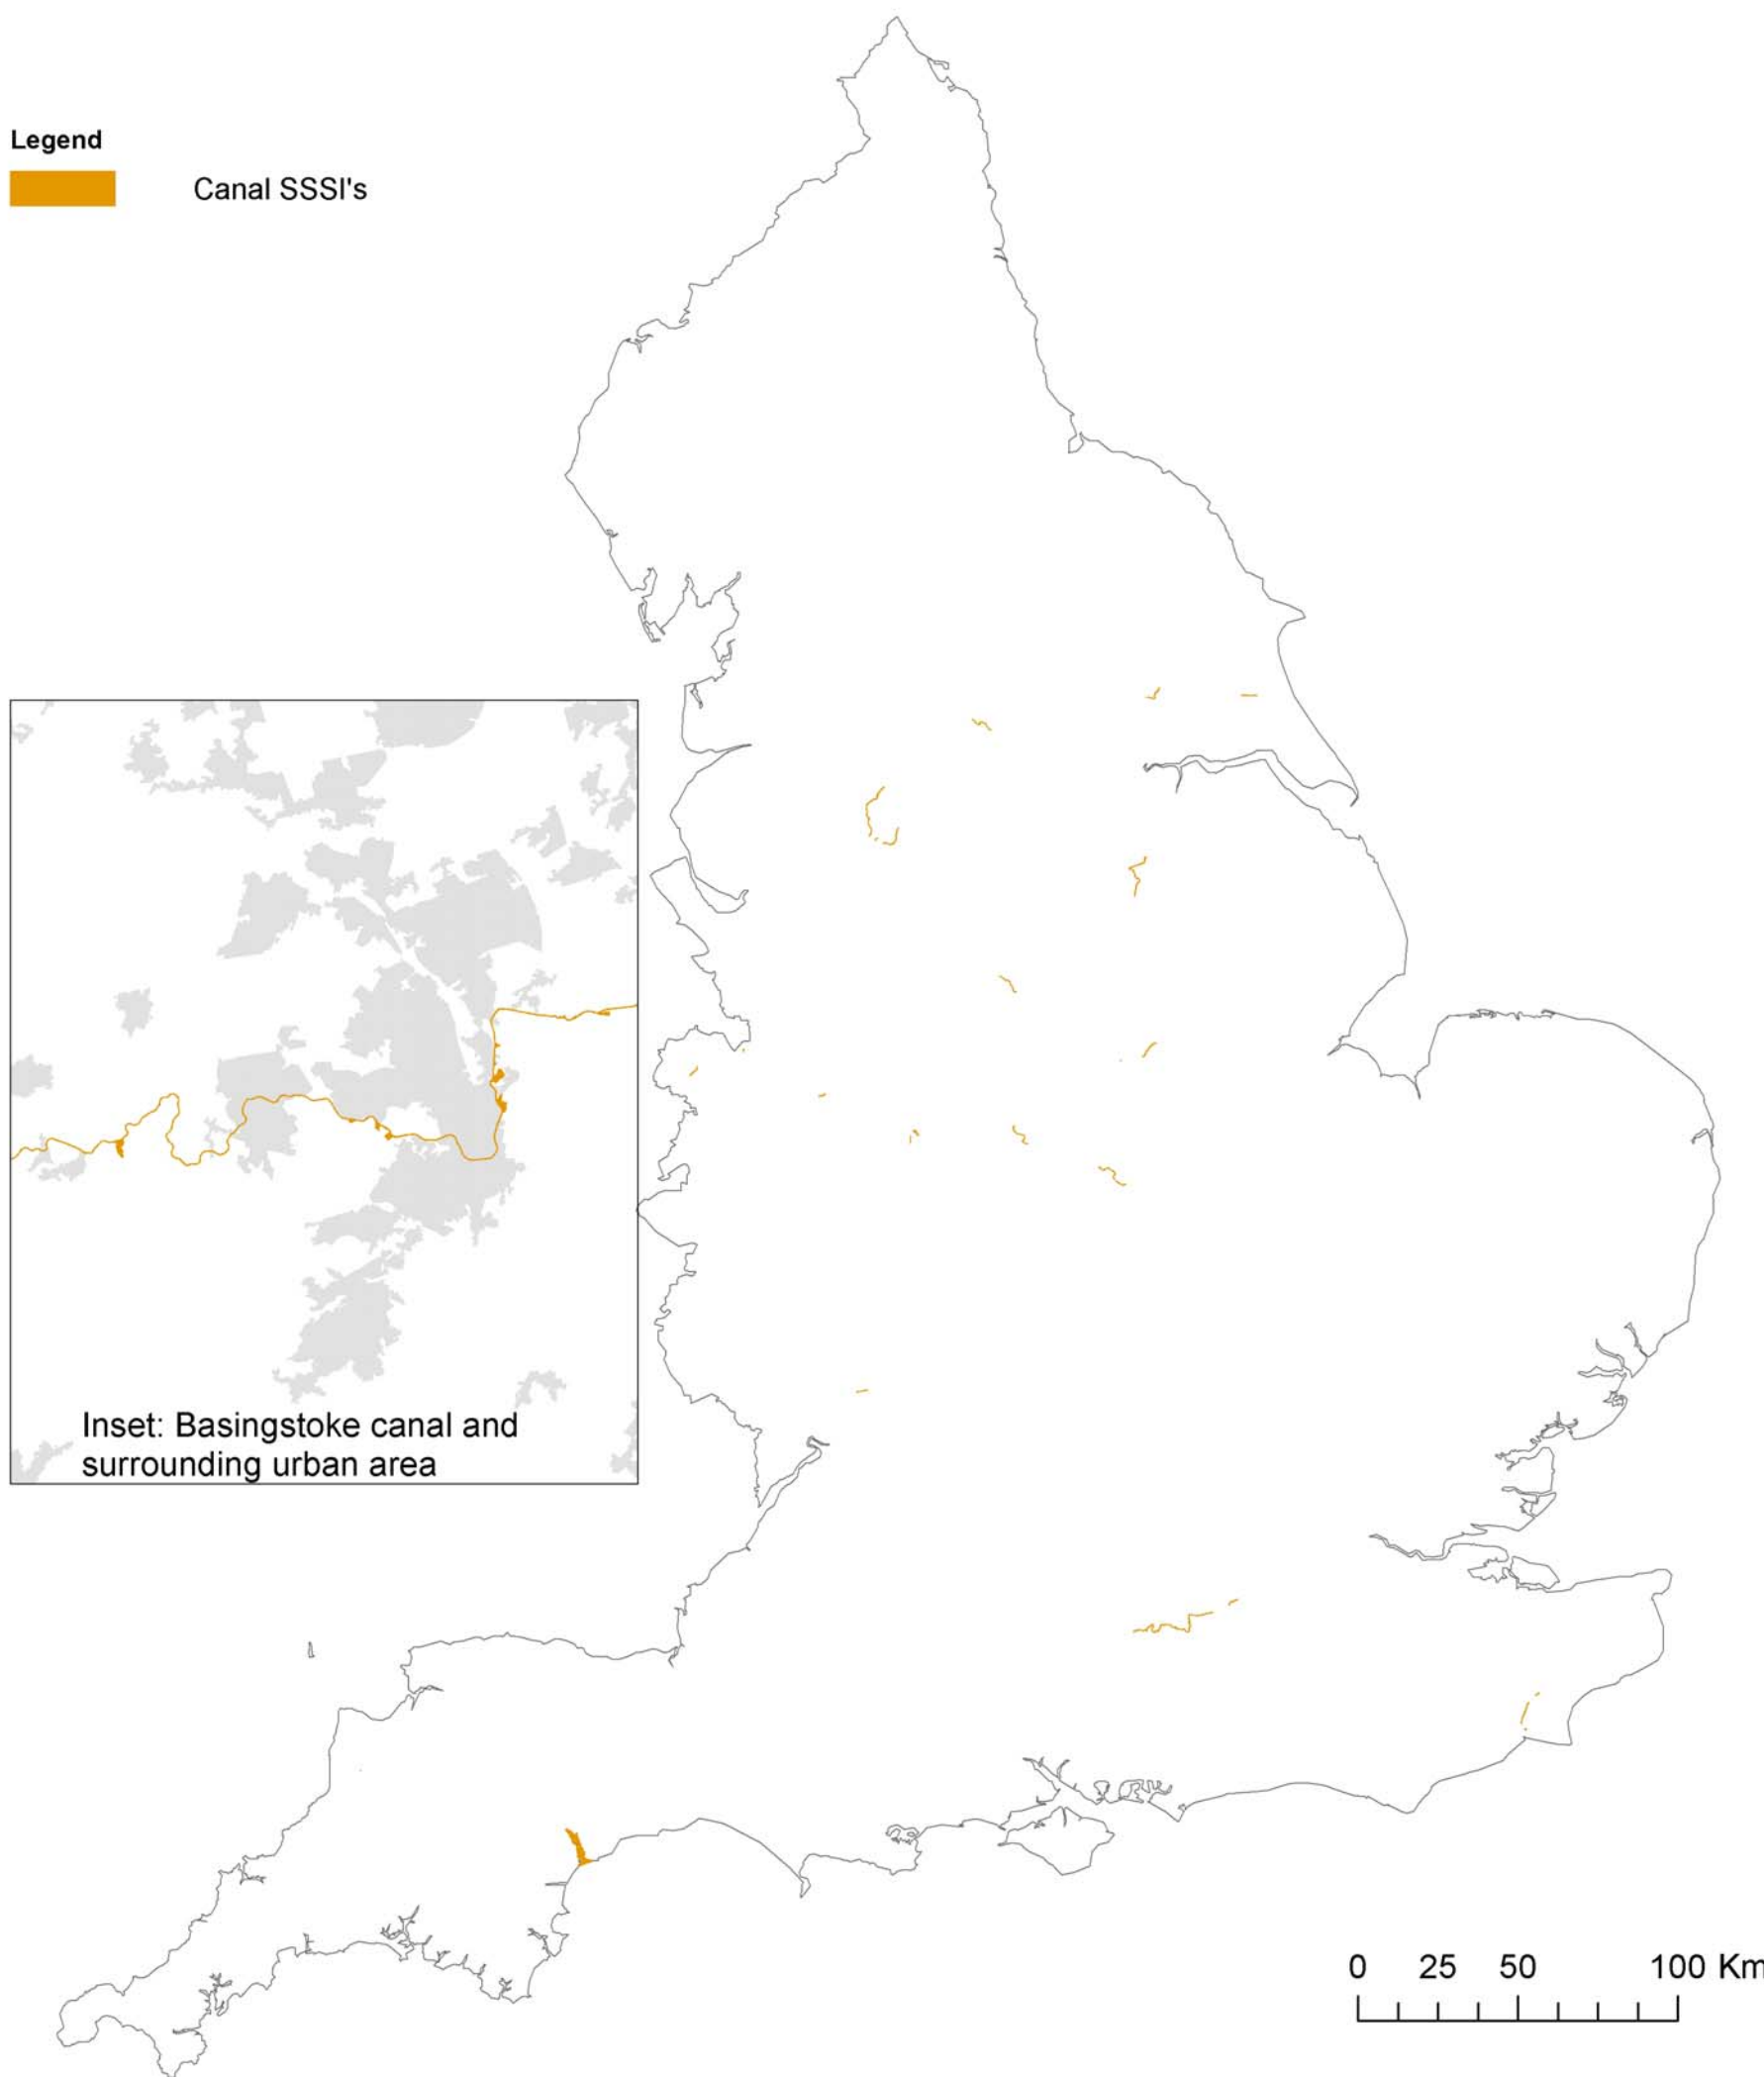 Legend
Canal SSSI's
Inset: Basingstoke canal and
surrounding urban area
0 25 50 100 Km